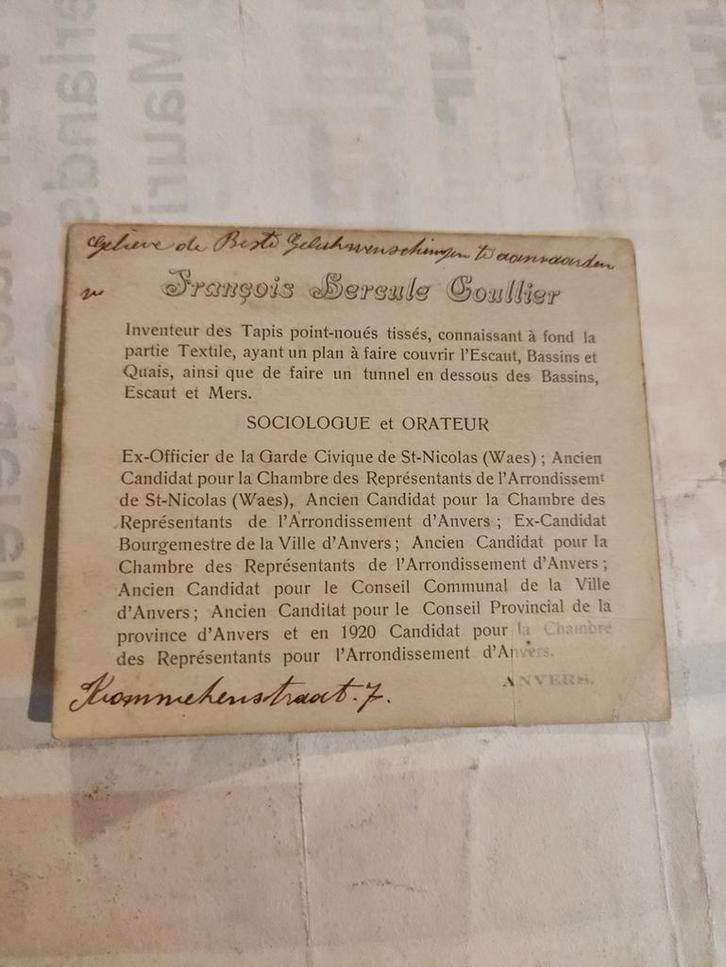 Gelieve de Beste Gelukwenschingen te aanvaarden
François Hercule Goullier
Inventeur des Tapis point-noués tissés, connaissant à fond la
partie Textile, ayant un plan à faire couvrir l'Escaut, Bassins et
Quais, ainsi que de faire un tunnel en dessous des Bassins,
Escaut et Mers.
SOCIOLOGUE et ORATEUR
Ex-Officier de la Garde Civique de St-Nicolas (Waes) ; Ancien
Candidat pour la Chambre des Représentants de l'Arrondissemt
de St-Nicolas (Waes), Ancien Candidat pour la Chambre des
Représentants de l'Arrondissement d'Anvers ; Ex-Candidat
Bourgemestre de la Ville d'Anvers ; Ancien Candidat pour la
Chambre des Représentants de l'Arrondissement d'Anvers ;
Ancien Candidat pour le Conseil Communal de la Ville
d'Anvers ; Ancien Canditat pour le Conseil Provincial de la
province d'Anvers et en 1920 Candidat pour la Chambre
des Représentants pour l'Arrondissement d'Anvers.
ANVERS.
7.